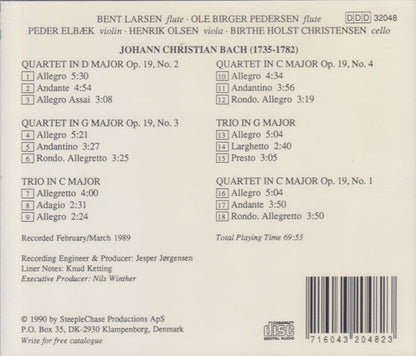 BENT LARSEN flute · OLE BIRGER PEDERSEN flute DDD 32048
PEDER ELBÆK violin · HENRIK OLSEN viola · BIRTHE HOLST CHRISTENSEN cello
JOHANN CHRISTIAN BACH (1735-1782)
QUARTET IN D MAJOR Op. 19, No. 2
1 Allegro 5:30
2 Andante 4:54
3 Allegro Assai 3:08
QUARTET IN G MAJOR Op. 19, No. 3
4 Allegro 5:21
5 Andantino 3:27
6 Rondo. Allegretto 3:25
TRIO IN C MAJOR
7 Allegretto 4:00
8 Adagio 2:31
9 Allegro 2:24
QUARTET IN C MAJOR Op. 19, No. 4
10 Allegro 4:34
11 Andantino 3:56
12 Rondo. Allegro 3:19
TRIO IN G MAJOR
13 Allegro 5:04
14 Larghetto 2:40
15 Presto 3:05
QUARTET IN C MAJOR Op. 19, No. 1
16 Allegro 5:04
17 Andante 3:50
18 Rondo. Allegretto 3:50
Recorded February/March 1989
Total Playing Time 69:53
Recording Engineer & Producer: Jesper Jørgensen
Liner Notes: Knud Ketting
Executive Producer: Nils Winther
© 1990 by SteepleChase Productions ApS
P.O. Box 35, DK-2930 Klampenborg, Denmark
Write for free catalogue
COMPACT
disc
DIGITAL AUDIO
716043204823